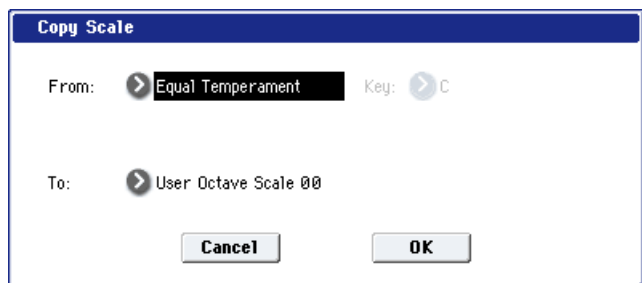 Copy Scale
From: Equal Temperament Key: C
To: User Octave Scale 00
Cancel OK